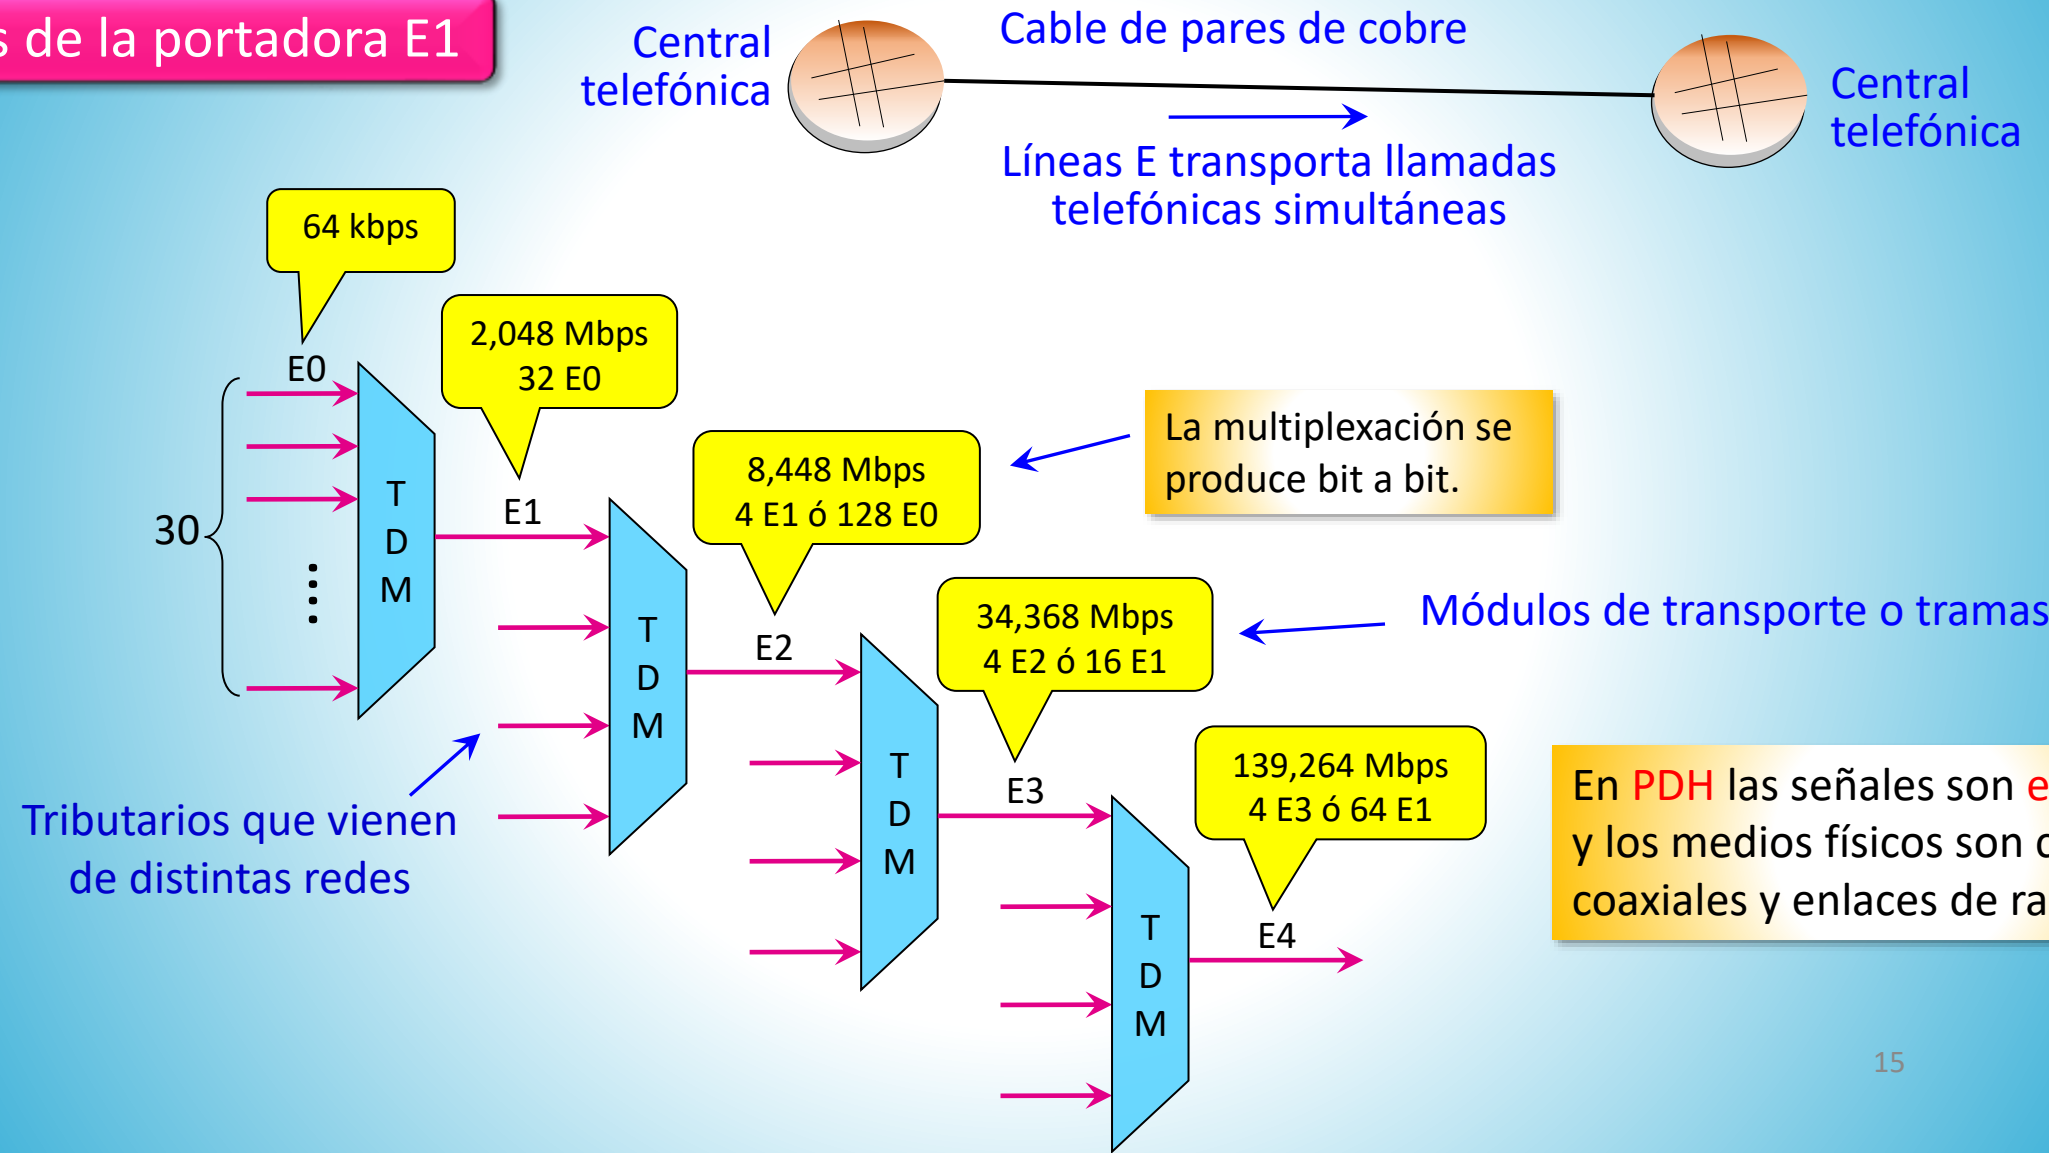 de la portadora E1
Central
telefónica
Cable de pares de cobre
Central
telefónica
Líneas E transporta llamadas
telefónicas simultáneas
64 kbps
2,048 Mbps
32 E0
E0
8,448 Mbps
4 E1 ó 128 E0
La multiplexación se
produce bit a bit.
30
T
D
M
E1
34,368 Mbps
4 E2 ó 16 E1
Módulos de transporte o tramas
T
D
M
E2
139,264 Mbps
4 E3 ó 64 E1
T
D
M
E3
Tributarios que vienen
de distintas redes
En PDH las señales son
y los medios físicos son
coaxiales y enlaces de
T
D
M
E4
15